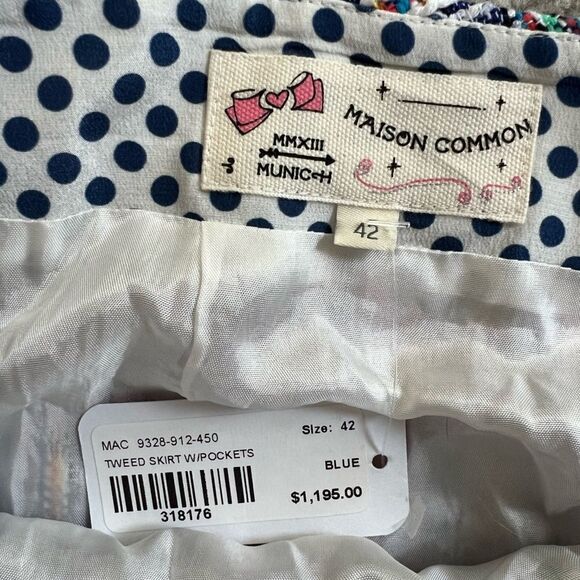 MAISON COMMON
MMXIII
MUNICH
42
MAC 9328-912-450
Size: 42
TWEED SKIRT W/POCKETS
BLUE
$1,195.00
318176